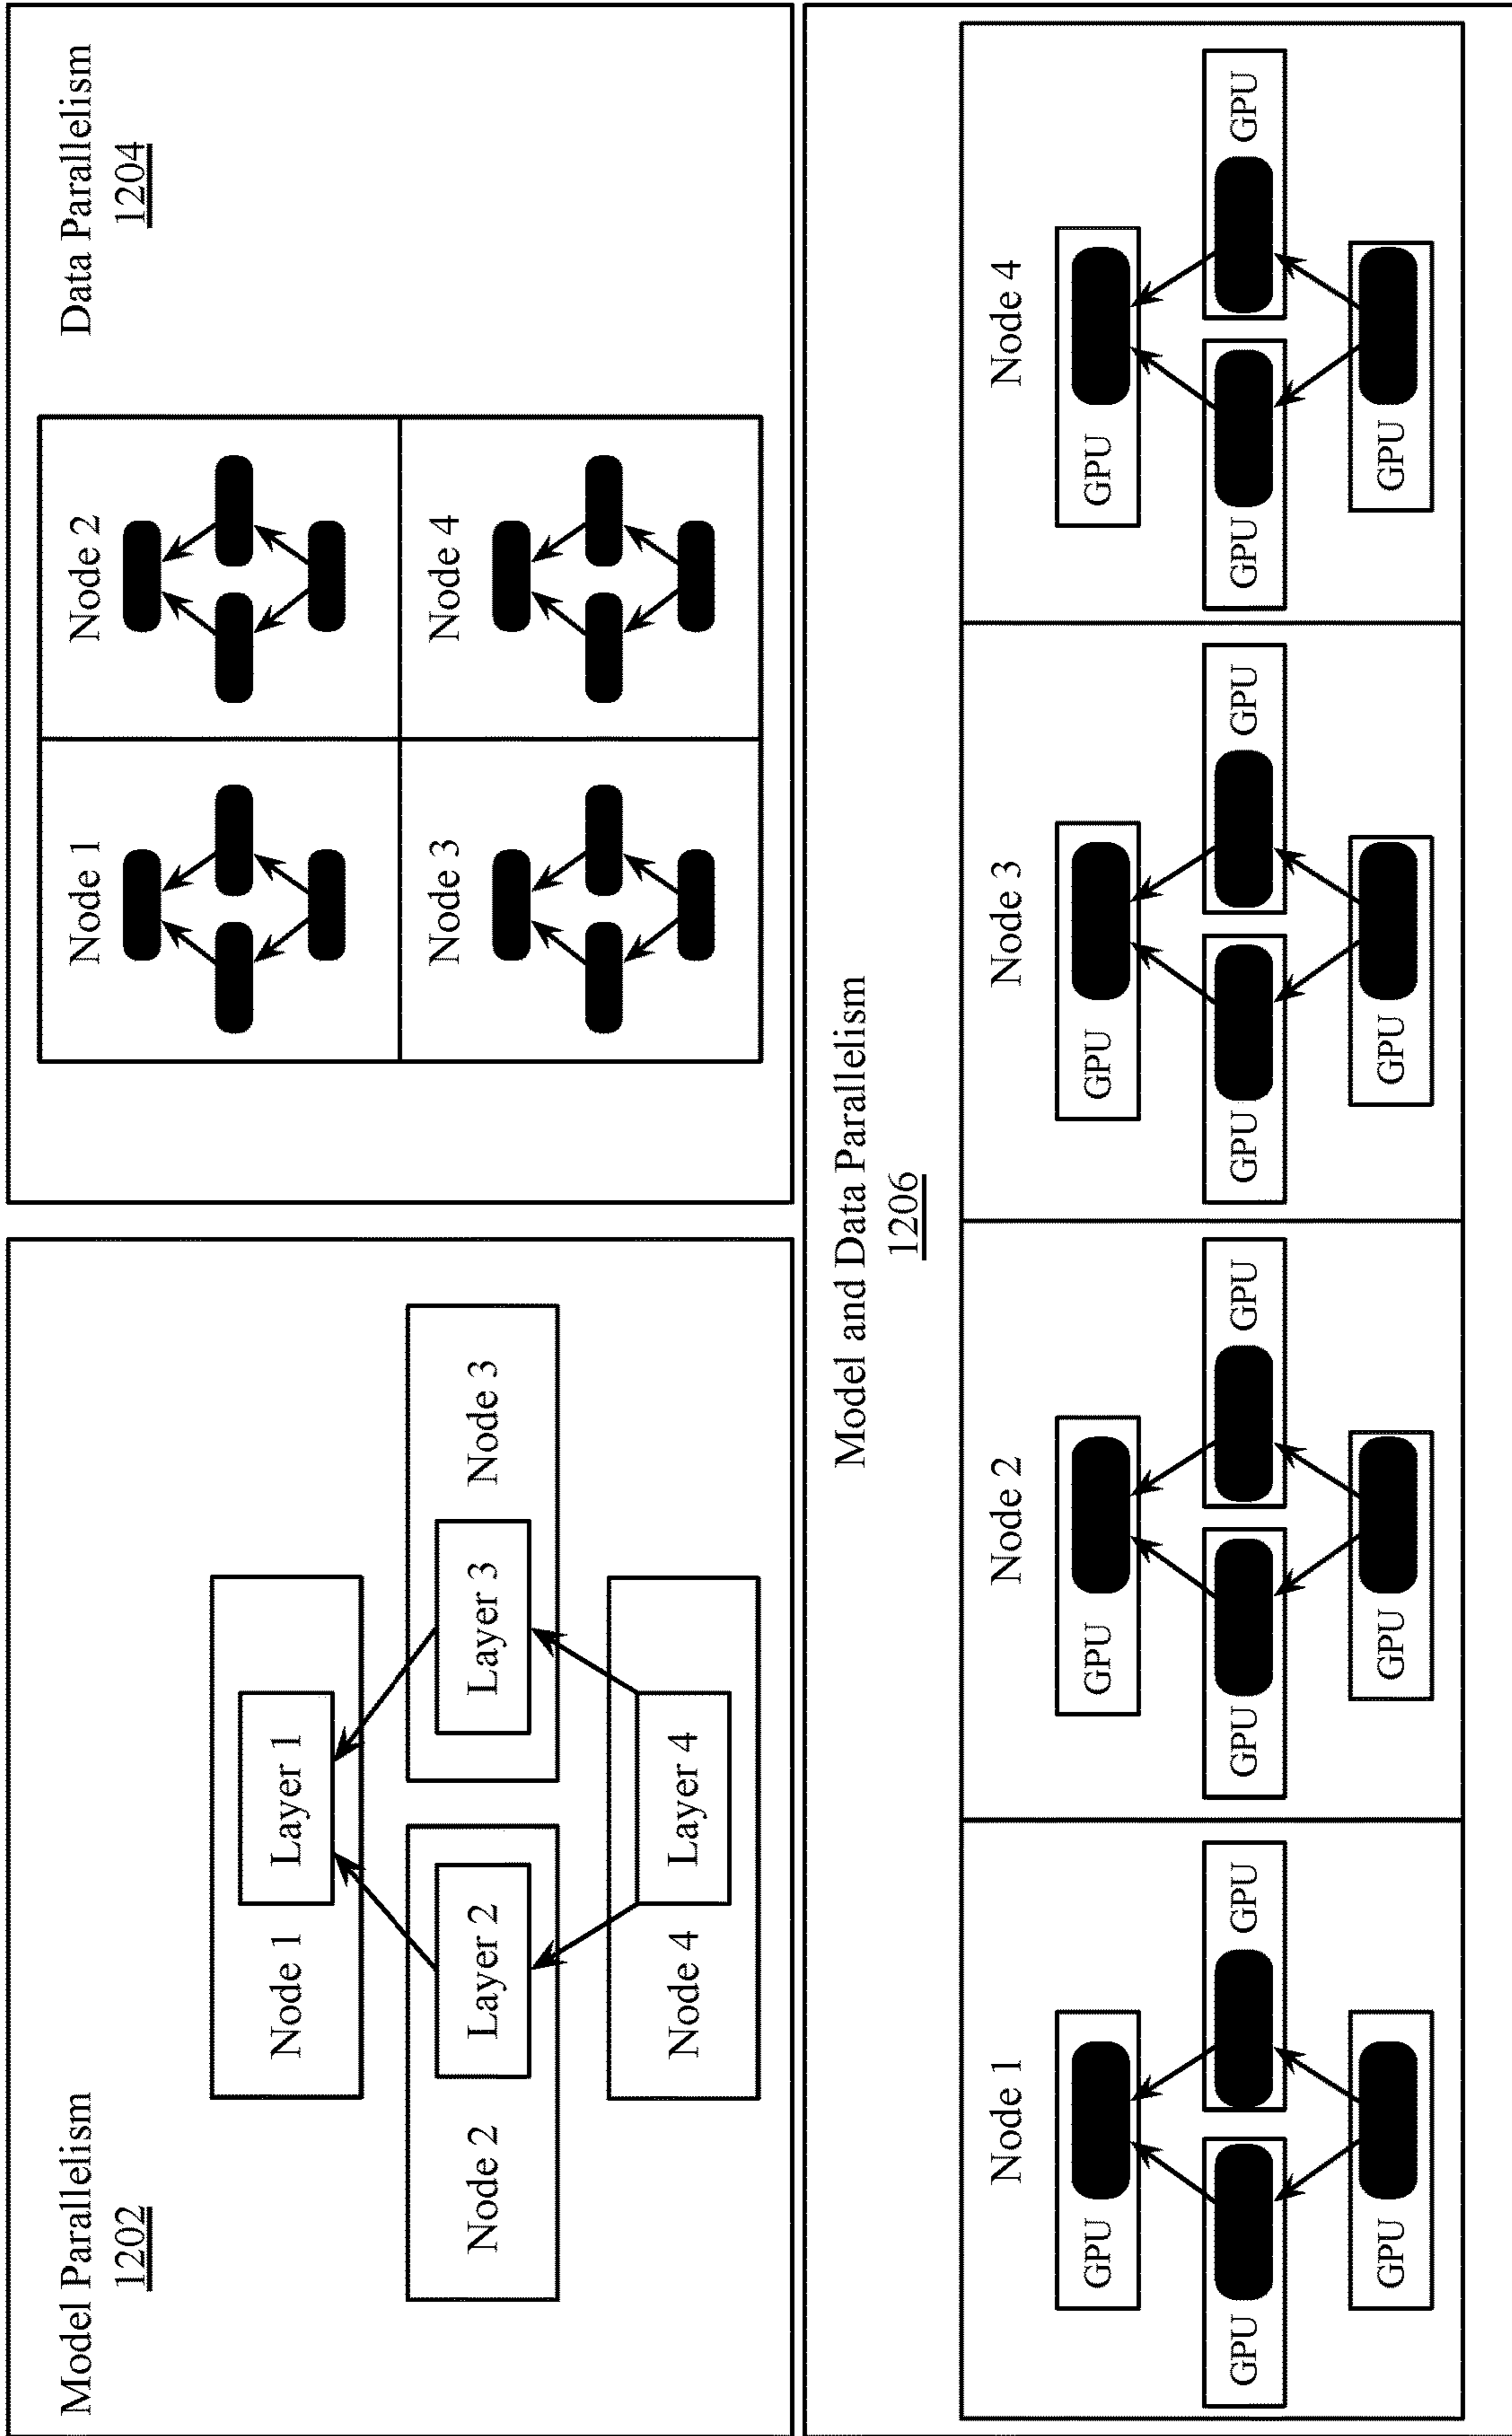 Model Parallelism
1202
Node 1
Layer 1
Node 2
Layer 2
Layer 3
Node 3
Node 4
Layer 4
Data Parallelism
1204
Node 1
Node 2
Node 3
Node 4
Model and Data Parallelism
1206
Node 1
GPU
GPU
GPU
GPU
Node 2
GPU
GPU
GPU
GPU
Node 3
GPU
GPU
GPU
GPU
Node 4
GPU
GPU
GPU
GPU